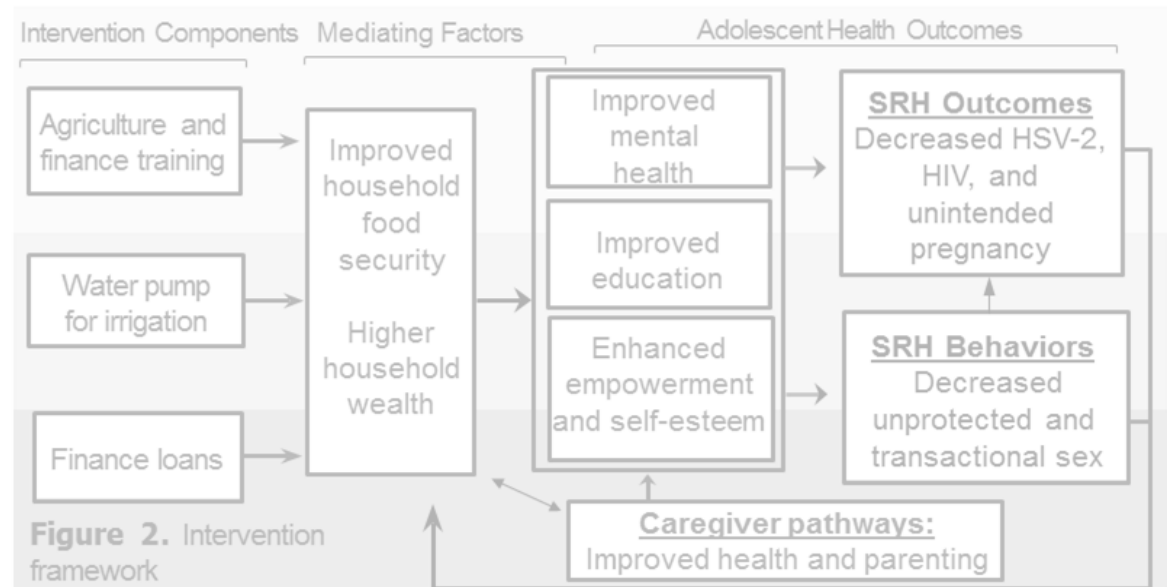 Intervention Components
Mediating Factors
Adolescent Health Outcomes
Agriculture and
finance training
Water pump
for irrigation
Finance loans
Improved
household
food
security
Higher
household
wealth
Improved
mental
health
Improved
education
Enhanced
empowerment
and self-esteem
SRH Outcomes
Decreased HSV-2,
HIV, and
unintended
pregnancy
SRH Behaviors
Decreased
unprotected and
transactional sex
Caregiver pathways:
Improved health and parenting
Figure 2. Intervention
framework